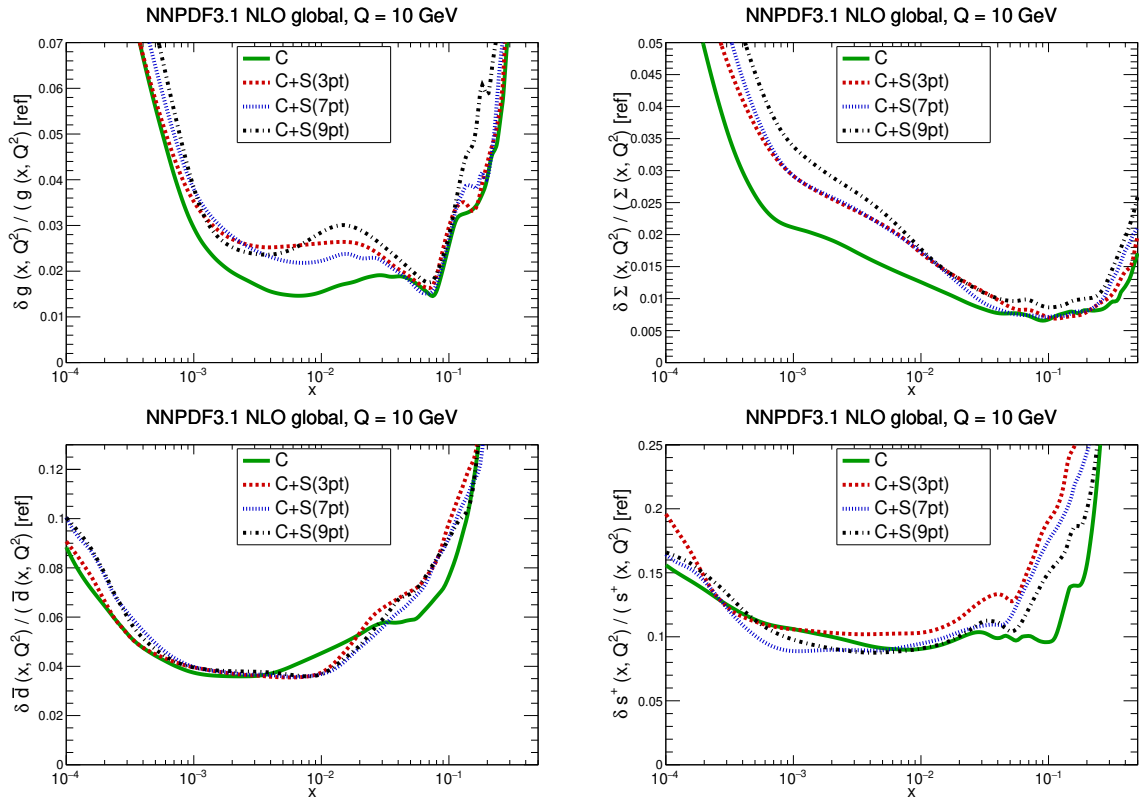 NNPDF3.1 NLO global, Q = 10 GeV
δ g (x, Q²) / ( g (x, Q²) ) [ref]
0.07
0.06
0.05
0.04
0.03
0.02
0.01
0
C
C+S(3pt)
C+S(7pt)
C+S(9pt)
10⁻⁴ 10⁻³ 10⁻² 10⁻¹
x
NNPDF3.1 NLO global, Q = 10 GeV
δ Σ (x, Q²) / ( Σ (x, Q²) ) [ref]
0.05
0.045
0.04
0.035
0.03
0.025
0.02
0.015
0.01
0.005
0
C
C+S(3pt)
C+S(7pt)
C+S(9pt)
10⁻⁴ 10⁻³ 10⁻² 10⁻¹
x
NNPDF3.1 NLO global, Q = 10 GeV
δ d̅ (x, Q²) / ( d̅ (x, Q²) ) [ref]
0.12
0.1
0.08
0.06
0.04
0.02
0
C
C+S(3pt)
C+S(7pt)
C+S(9pt)
10⁻⁴ 10⁻³ 10⁻² 10⁻¹
x
NNPDF3.1 NLO global, Q = 10 GeV
δ s⁺ (x, Q²) / ( s⁺ (x, Q²) ) [ref]
0.25
0.2
0.15
0.1
0.05
0
C
C+S(3pt)
C+S(7pt)
C+S(9pt)
10⁻⁴ 10⁻³ 10⁻² 10⁻¹
x